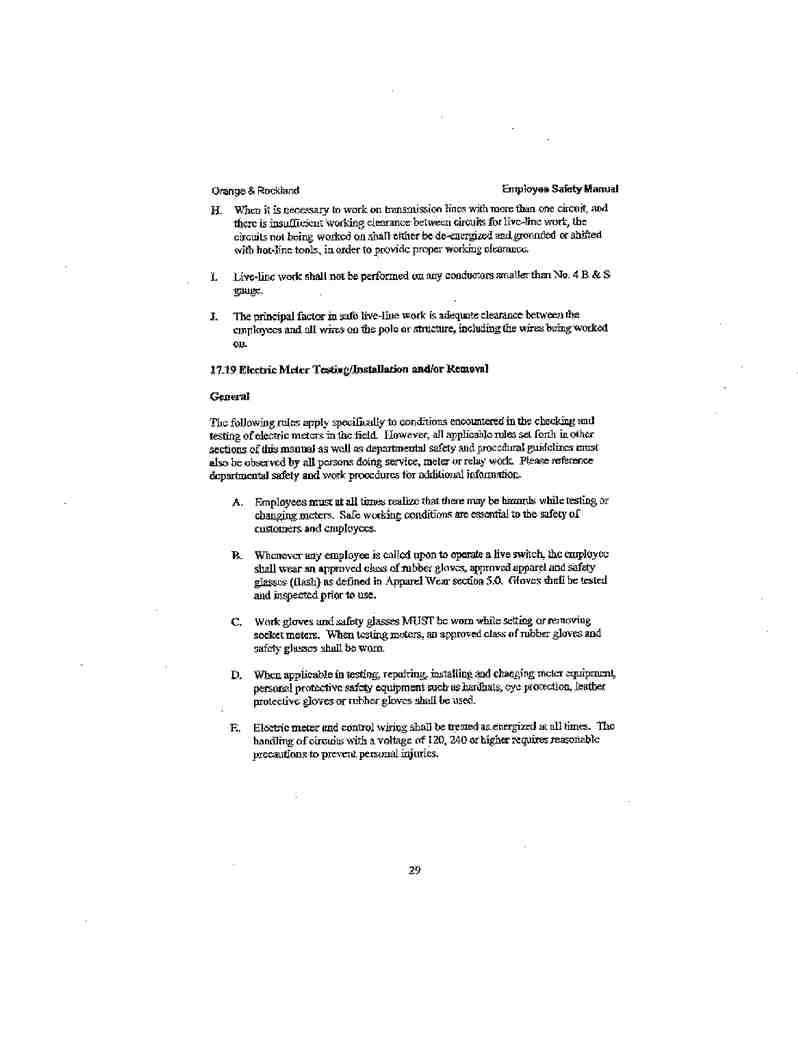 Orange & Rockland Employee Safety Manual
H. When it is necessary to work on transmission lines with more than one circuit, and
there is insufficient working clearance between circuits for live-line work, the
circuits not being worked on shall either be de-energized and grounded or shifted
with hot-line tools, in order to provide proper working clearance.
I. Live-line work shall not be performed on any conductors smaller than No. 4 B & S
gauge.
J. The principal factor in safe live-line work is adequate clearance between the
employees and all wires on the pole or structure, including the wires being worked
on.
17.19 Electric Meter Testing/Installation and/or Removal
General
The following rules apply specifically to conditions encountered in the checking and
testing of electric meters in the field. However, all applicable rules set forth in other
sections of this manual as well as departmental safety and procedural guidelines must
also be observed by all persons doing service, meter or relay work. Please reference
departmental safety and work procedures for additional information.
A. Employees must at all times realize that there may be hazards while testing or
changing meters. Safe working conditions are essential to the safety of
customers and employees.
B. Whenever any employee is called upon to operate a live switch, the employee
shall wear an approved class of rubber gloves, approved apparel and safety
glasses (flash) as defined in Apparel Wear section 5.0. Gloves shall be tested
and inspected prior to use.
C. Work gloves and safety glasses MUST be worn while setting or removing
socket meters. When testing meters, an approved class of rubber gloves and
safety glasses shall be worn.
D. When applicable in testing, repairing, installing and changing meter equipment,
personal protective safety equipment such as hardhats, eye protection, leather
protective gloves or rubber gloves shall be used.
E. Electric meter and control wiring shall be treated as energized at all times. The
handling of circuits with a voltage of 120, 240 or higher requires reasonable
precautions to prevent personal injuries.
29